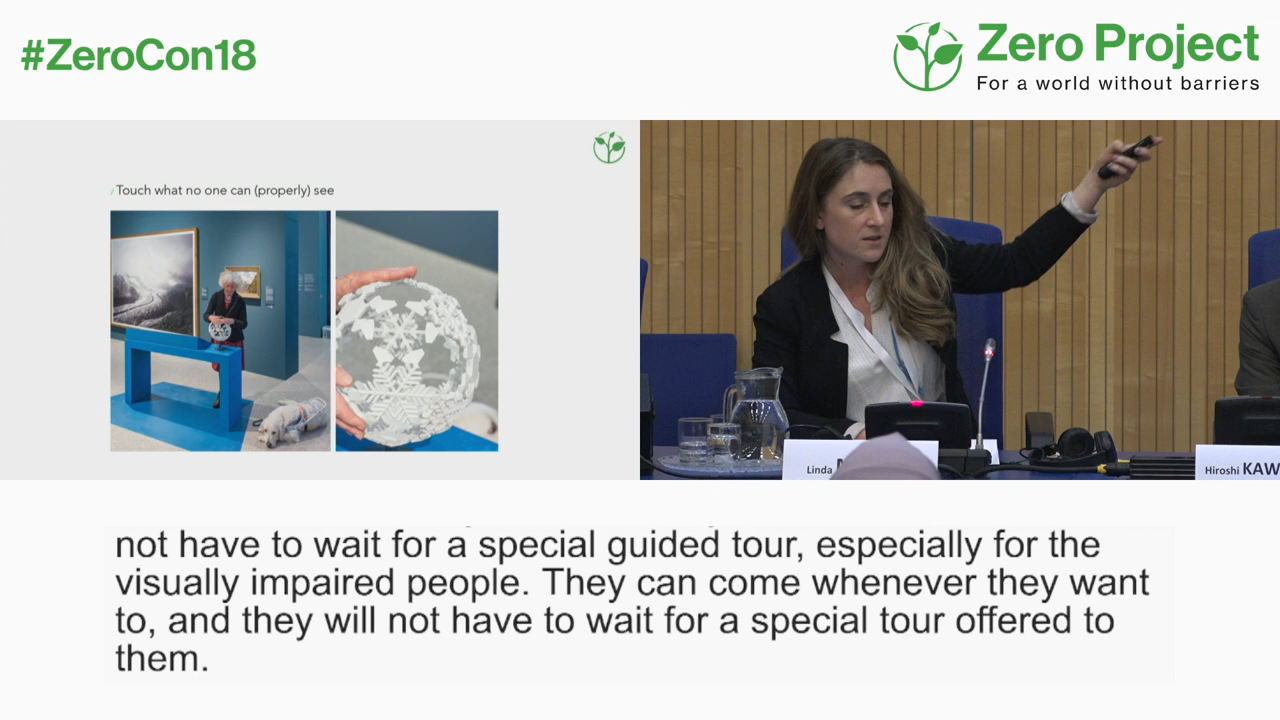 #ZeroCon18
Zero Project
For a world without barriers
/Touch what no one can (properly) see
Linda
Hiroshi KAW
not have to wait for a special guided tour, especially for the
visually impaired people. They can come whenever they want
to, and they will not have to wait for a special tour offered to
them.